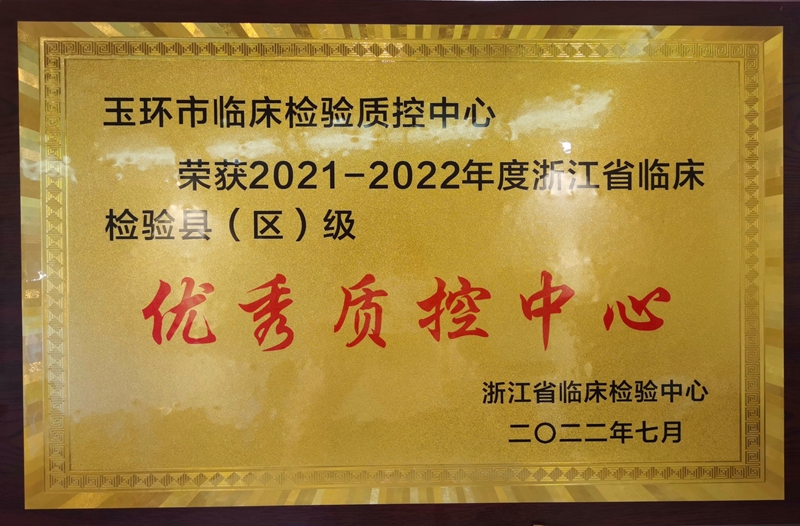 玉环市临床检验质控中心
荣获2021-2022年度浙江省临床
检验县（区）级
优秀质控中心
浙江省临床检验中心
二〇二二年七月